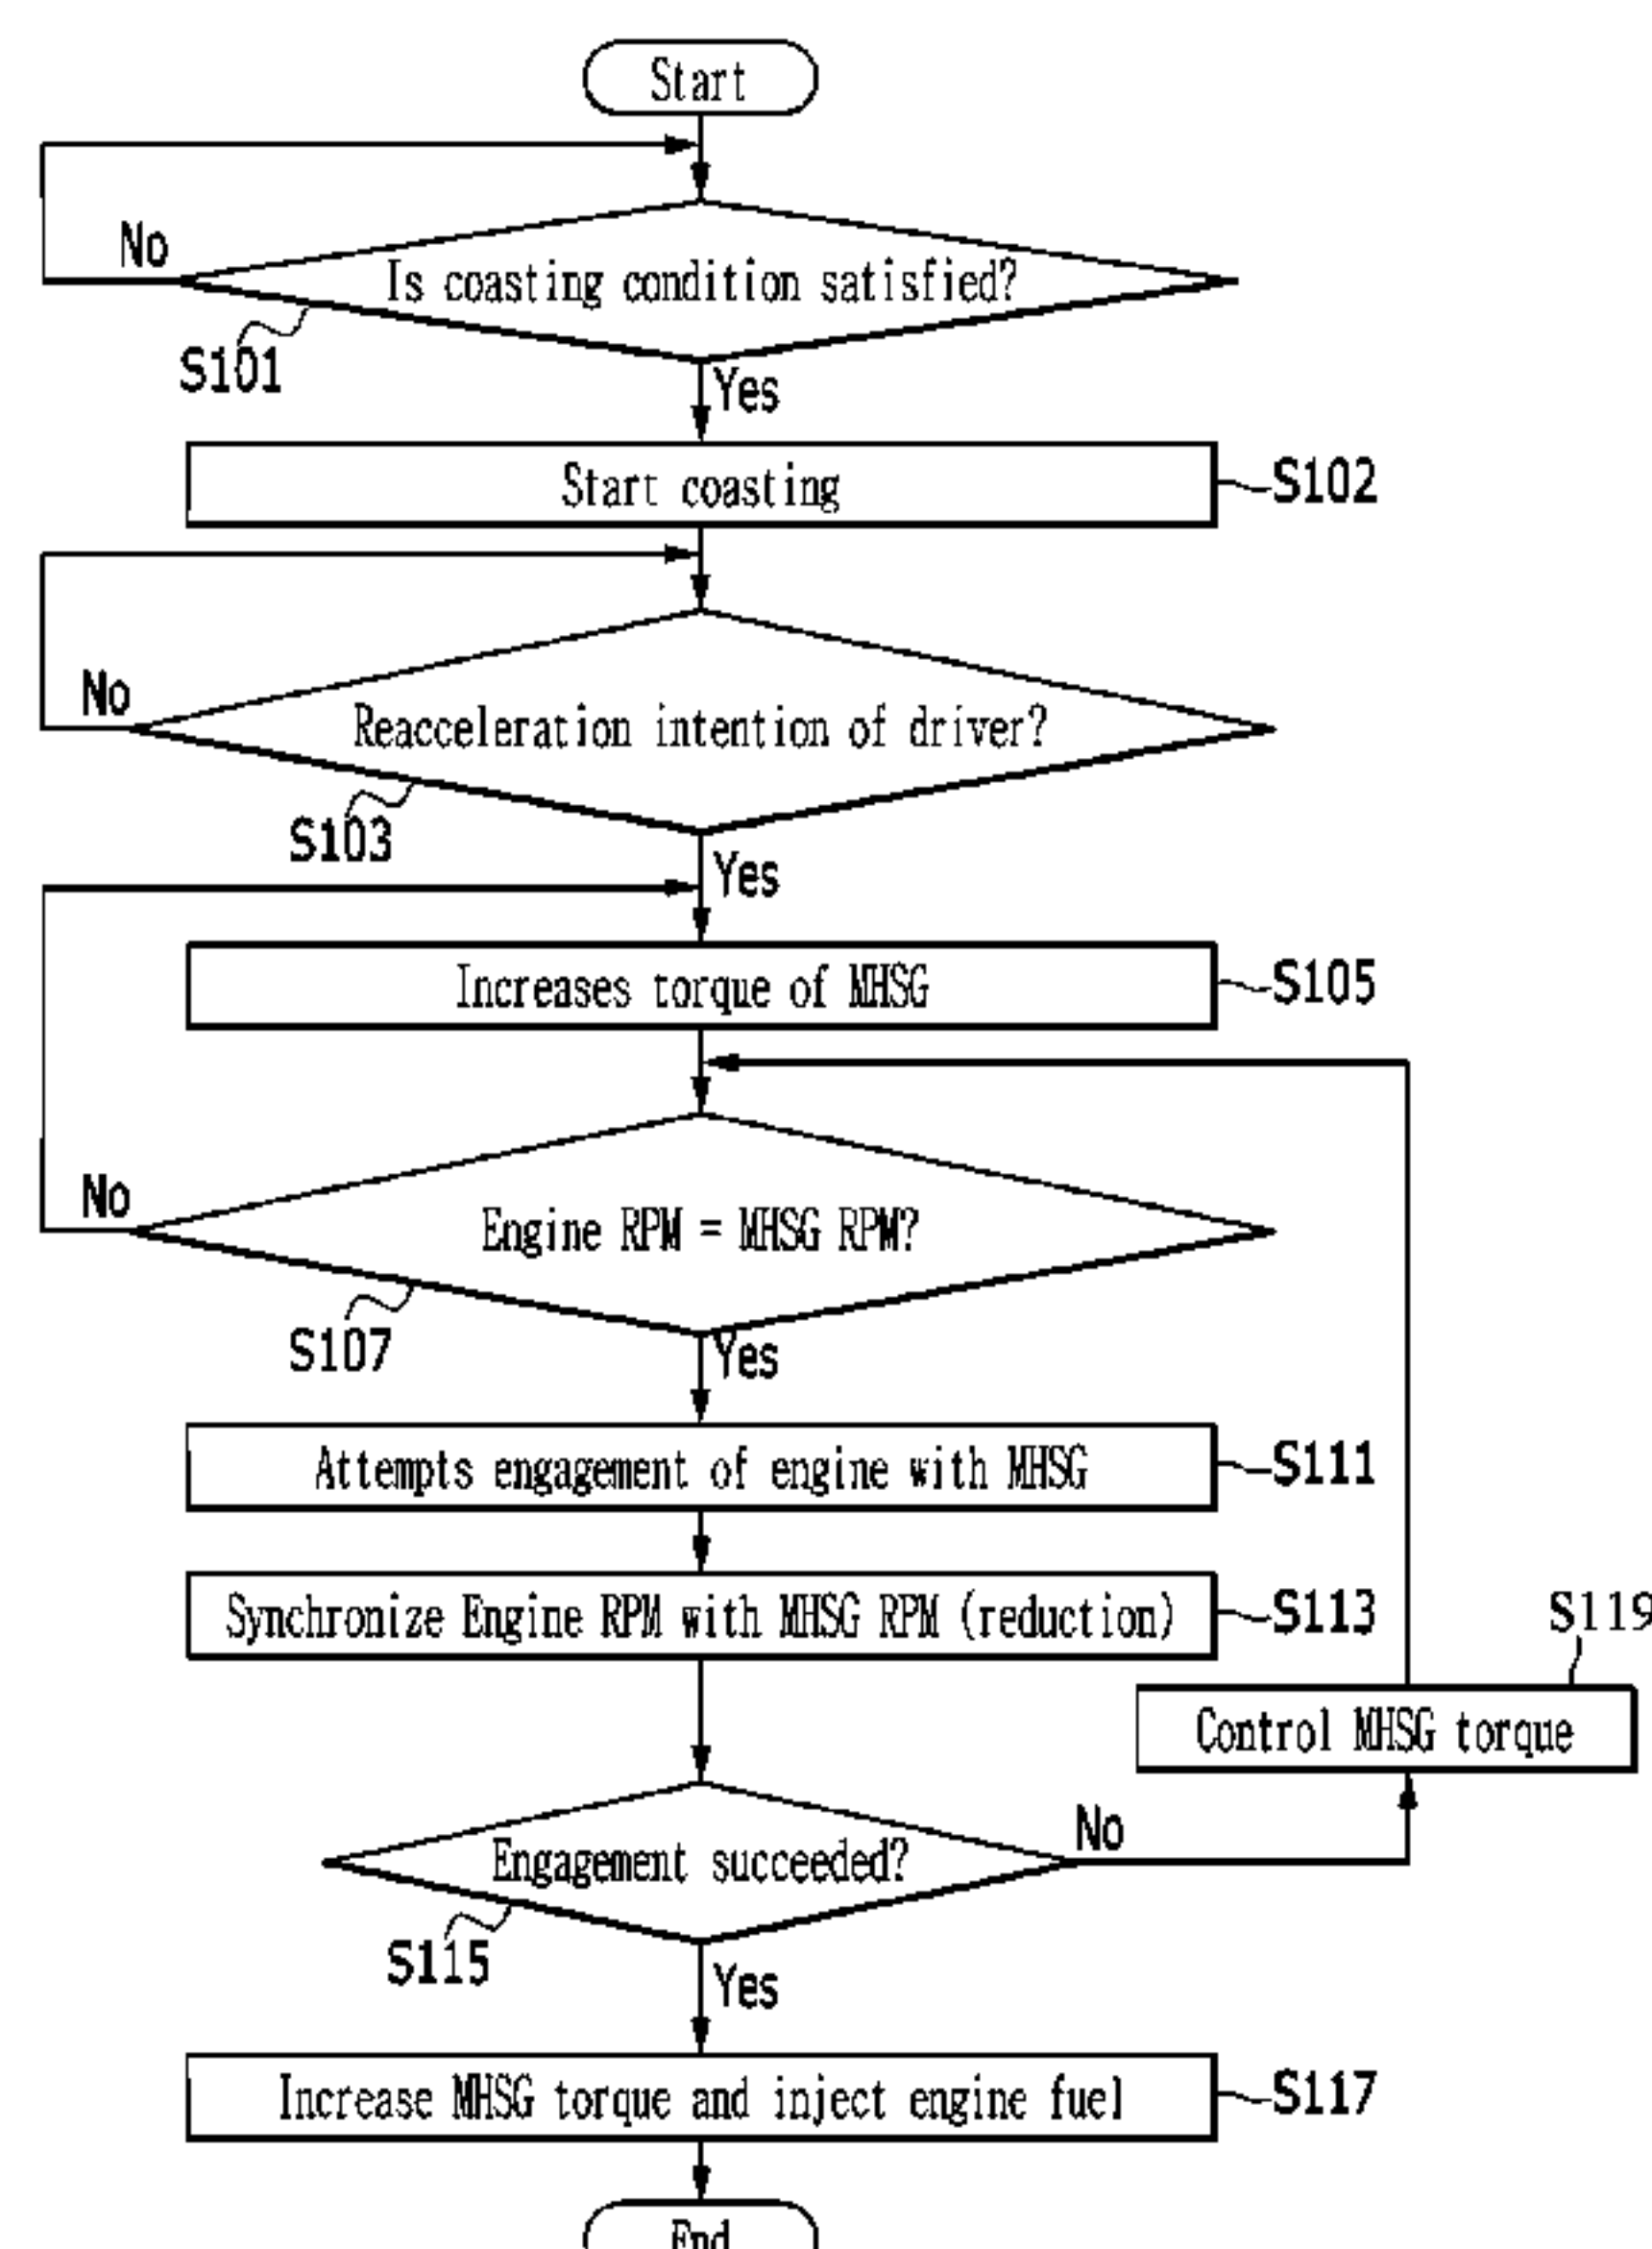 Start
No
Is coasting condition satisfied?
S101
Yes
Start coasting
S102
No
Reacceleration intention of driver?
S103
Yes
Increases torque of MHSG
S105
No
Engine RPM = MHSG RPM?
S107
Yes
Attempts engagement of engine with MHSG
S111
Synchronize Engine RPM with MHSG RPM (reduction)
S113
S119
Control MHSG torque
No
Engagement succeeded?
S115
Yes
Increase MHSG torque and inject engine fuel
S117
End